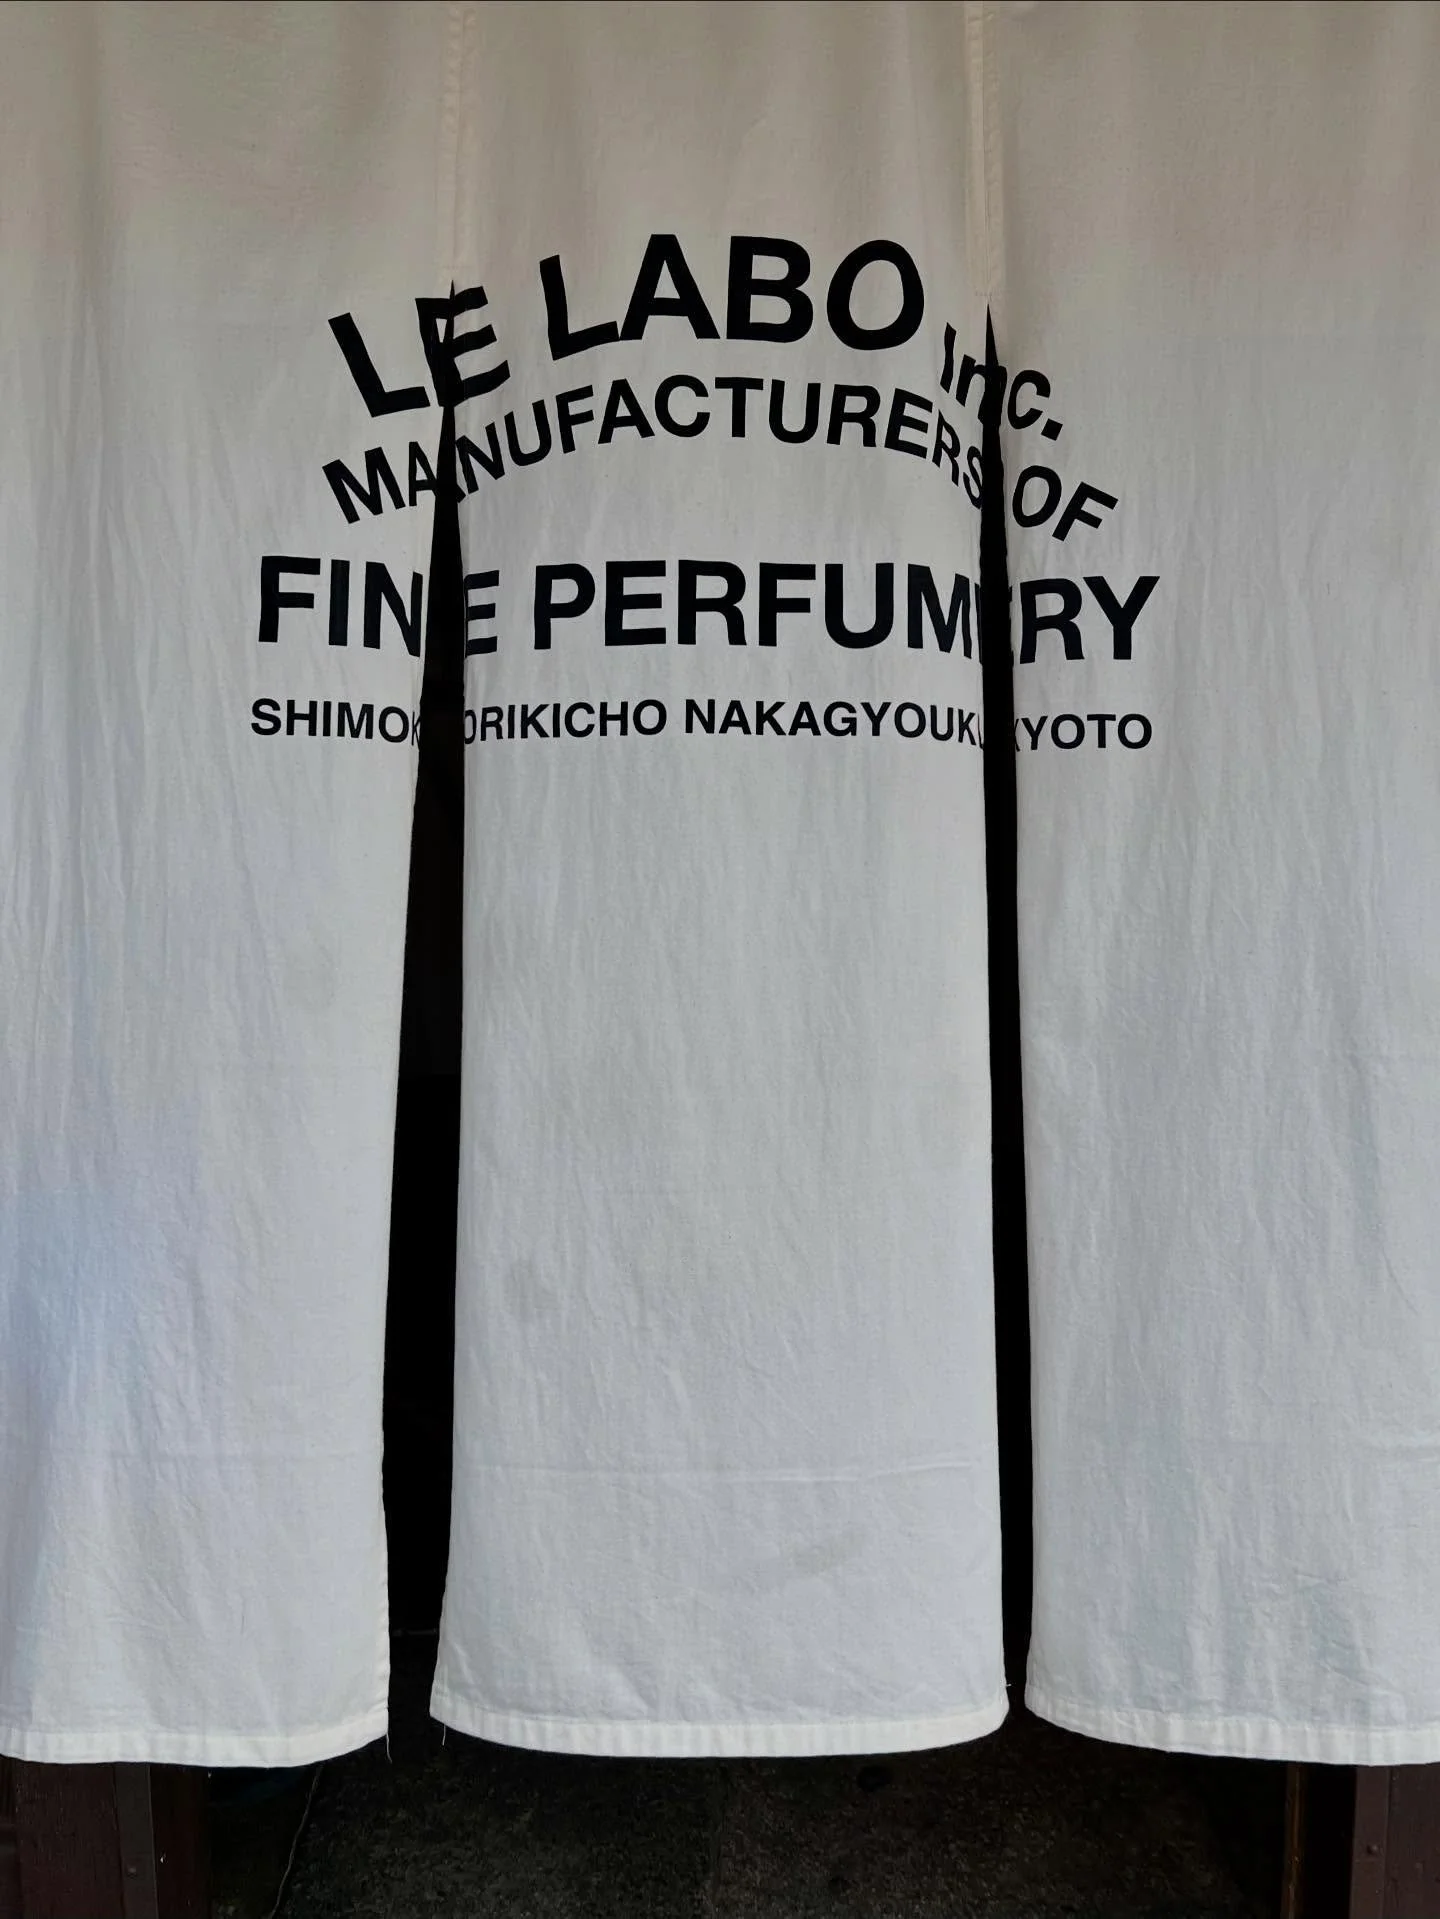 LE LABO Inc.
MANUFACTURERS OF
FINE PERFUMERY
NAKAGYOUKU KYOTO